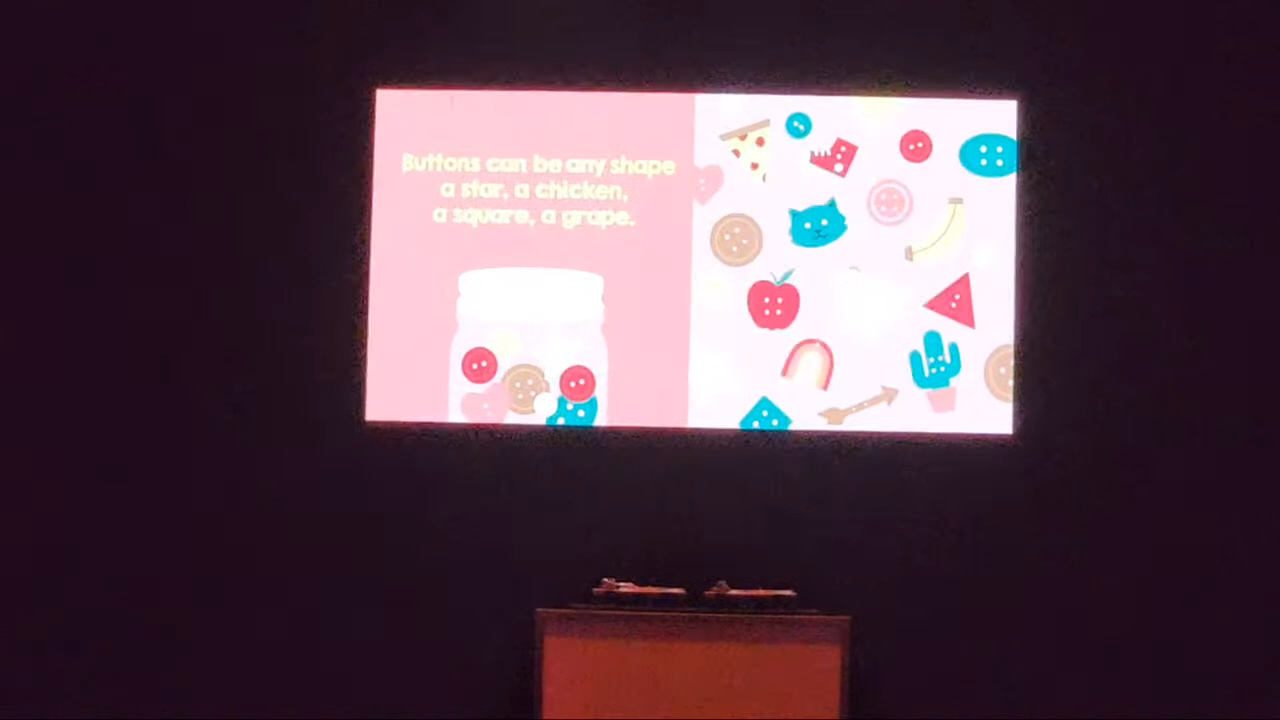 Buttons can be any shape
a star, a chicken,
a square, a grape.